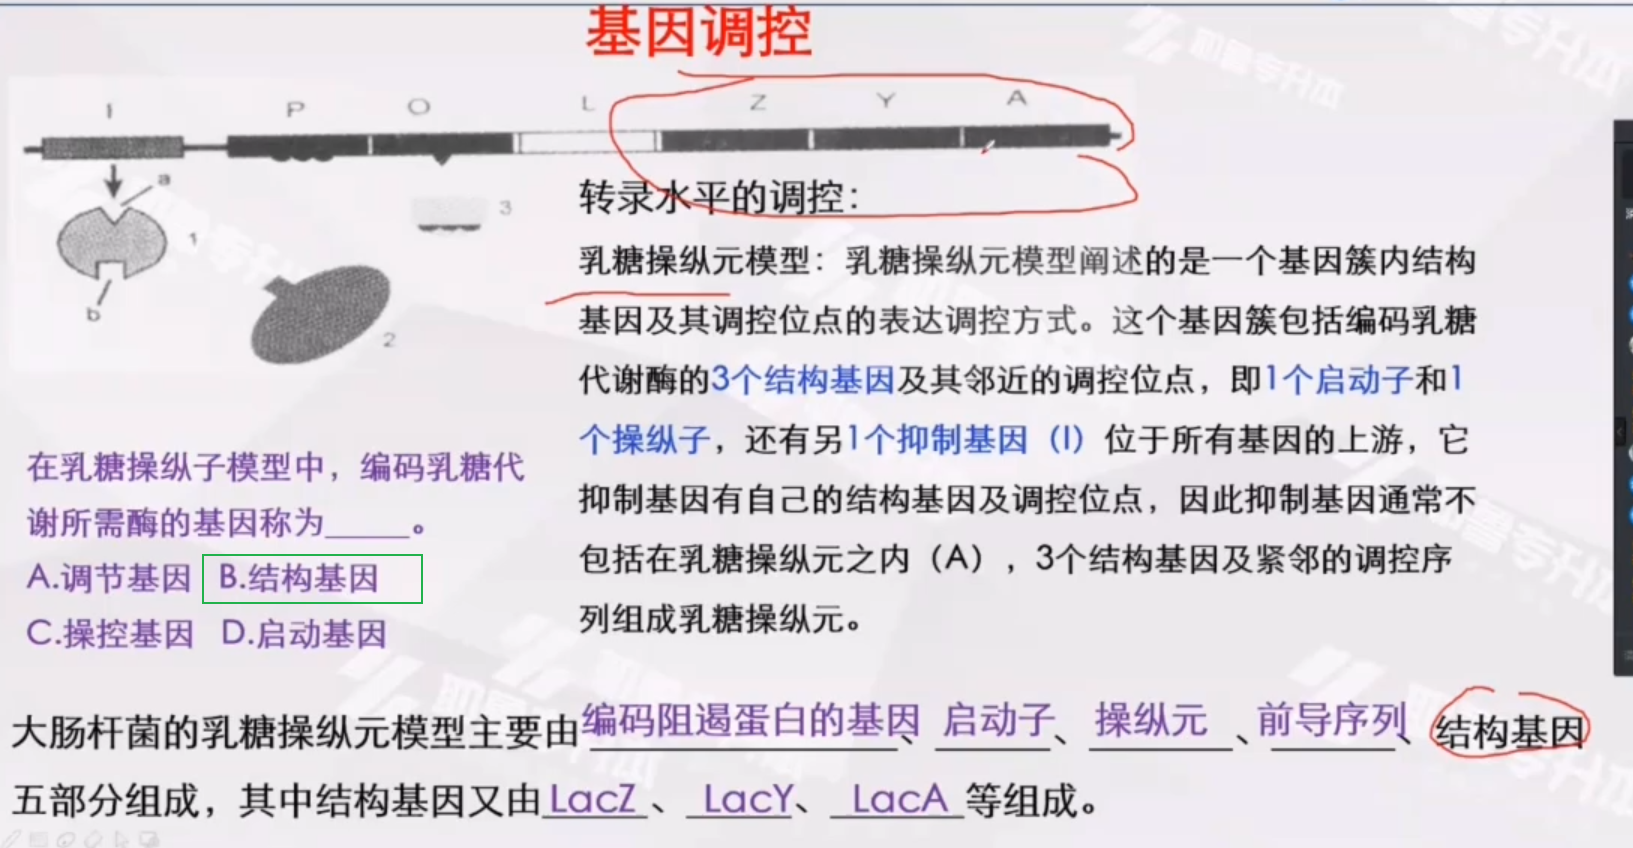 基因调控
I P O L Z Y A
a
1
b
3
2
转录水平的调控：
乳糖操纵元模型：乳糖操纵元模型阐述的是一个基因簇内结构
基因及其调控位点的表达调控方式。这个基因簇包括编码乳糖
代谢酶的3个结构基因及其邻近的调控位点，即1个启动子和1
个操纵子，还有另1个抑制基因（I）位于所有基因的上游，它
抑制基因有自己的结构基因及调控位点，因此抑制基因通常不
包括在乳糖操纵元之内（A），3个结构基因及紧邻的调控序
列组成乳糖操纵元。
在乳糖操纵子模型中，编码乳糖代
谢所需酶的基因称为_____。
A.调节基因 B.结构基因
C.操控基因 D.启动基因
大肠杆菌的乳糖操纵元模型主要由编码阻遏蛋白的基因、启动子、操纵元、前导序列、结构基因
五部分组成，其中结构基因又由LacZ、LacY、LacA等组成。